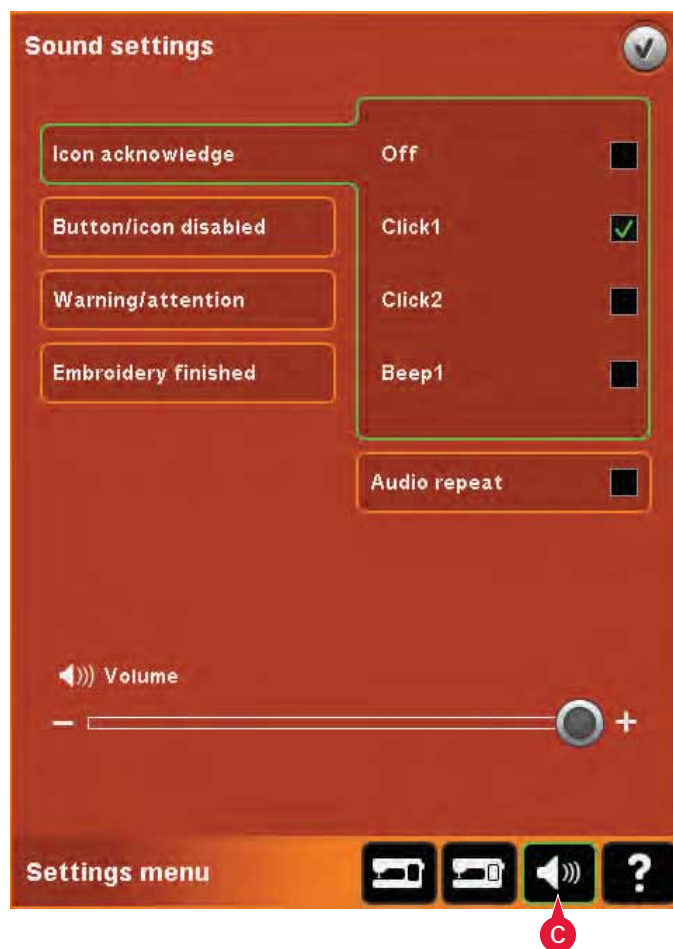 Sound settings
Icon acknowledge
Off
Button/icon disabled
Click1
Warning/attention
Click2
Embroidery finished
Beep1
Audio repeat
Volume
− +
Settings menu
?
C